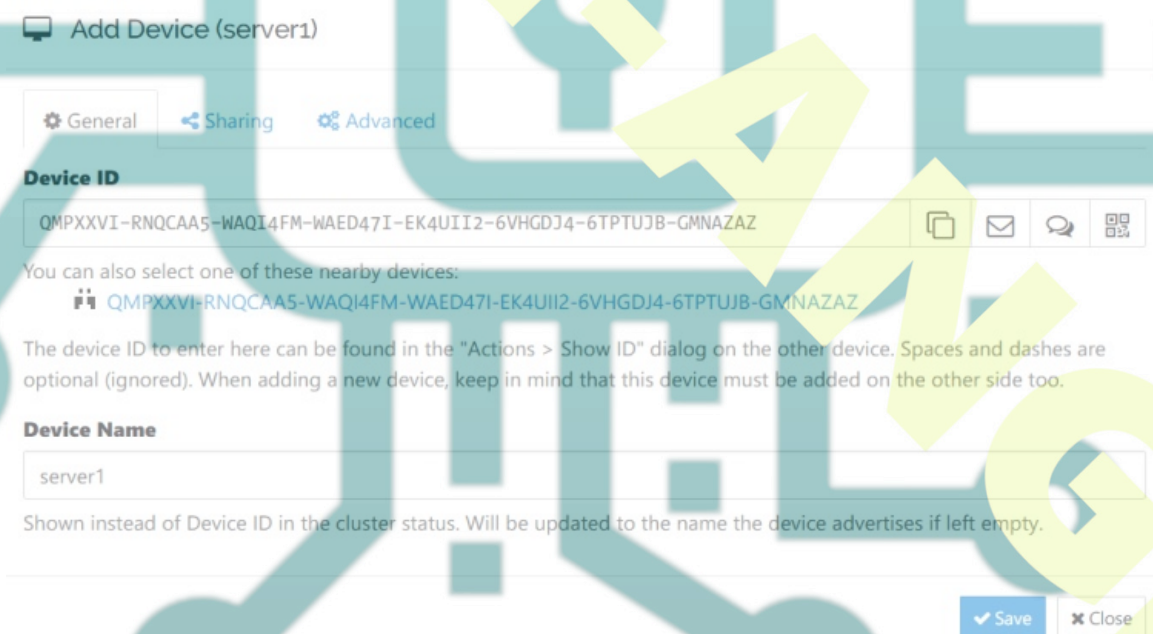 Add Device (server1)
General Sharing Advanced
Device ID
QMPXXVI-RNQCAA5-WAQI4FM-WAED47I-EK4UII2-6VHGDJ4-6TPTUJB-GMNAZAZ
You can also select one of these nearby devices:
QMPXXVI-RNQCAA5-WAQI4FM-WAED47I-EK4UII2-6VHGDJ4-6TPTUJB-GMNAZAZ
The device ID to enter here can be found in the "Actions > Show ID" dialog on the other device. Spaces and dashes are
optional (ignored). When adding a new device, keep in mind that this device must be added on the other side too.
Device Name
server1
Shown instead of Device ID in the cluster status. Will be updated to the name the device advertises if left empty.
Save Close